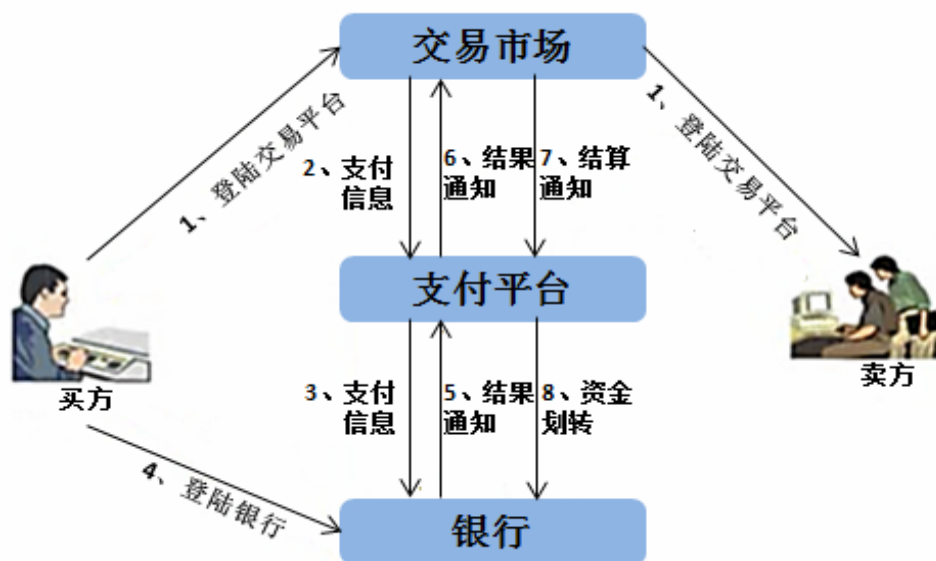 交易市场
1、登陆交易平台
1、登陆交易平台
2、支付
信息
6、结果
通知
7、结算
通知
支付平台
买方
卖方
3、支付
信息
5、结果
通知
8、资金
划转
4、登陆银行
银行